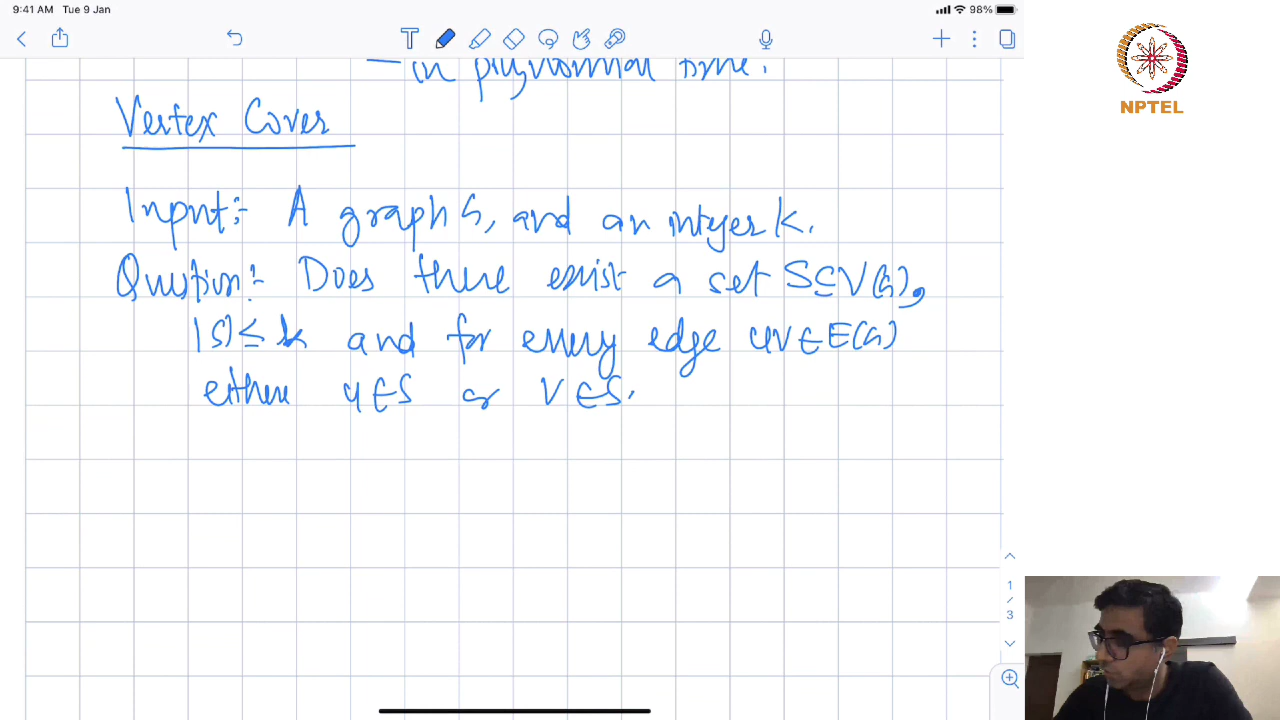 9:41 AM Tue 9 Jan
98%
NPTEL
— in polynomial time.
Vertex Cover
Input:- A graph G, and an integer k.
Question:- Does there exist a set S⊆V(G),
|S|≤k and for every edge uv∈E(G)
either u∈S or v∈S.
1
/
3